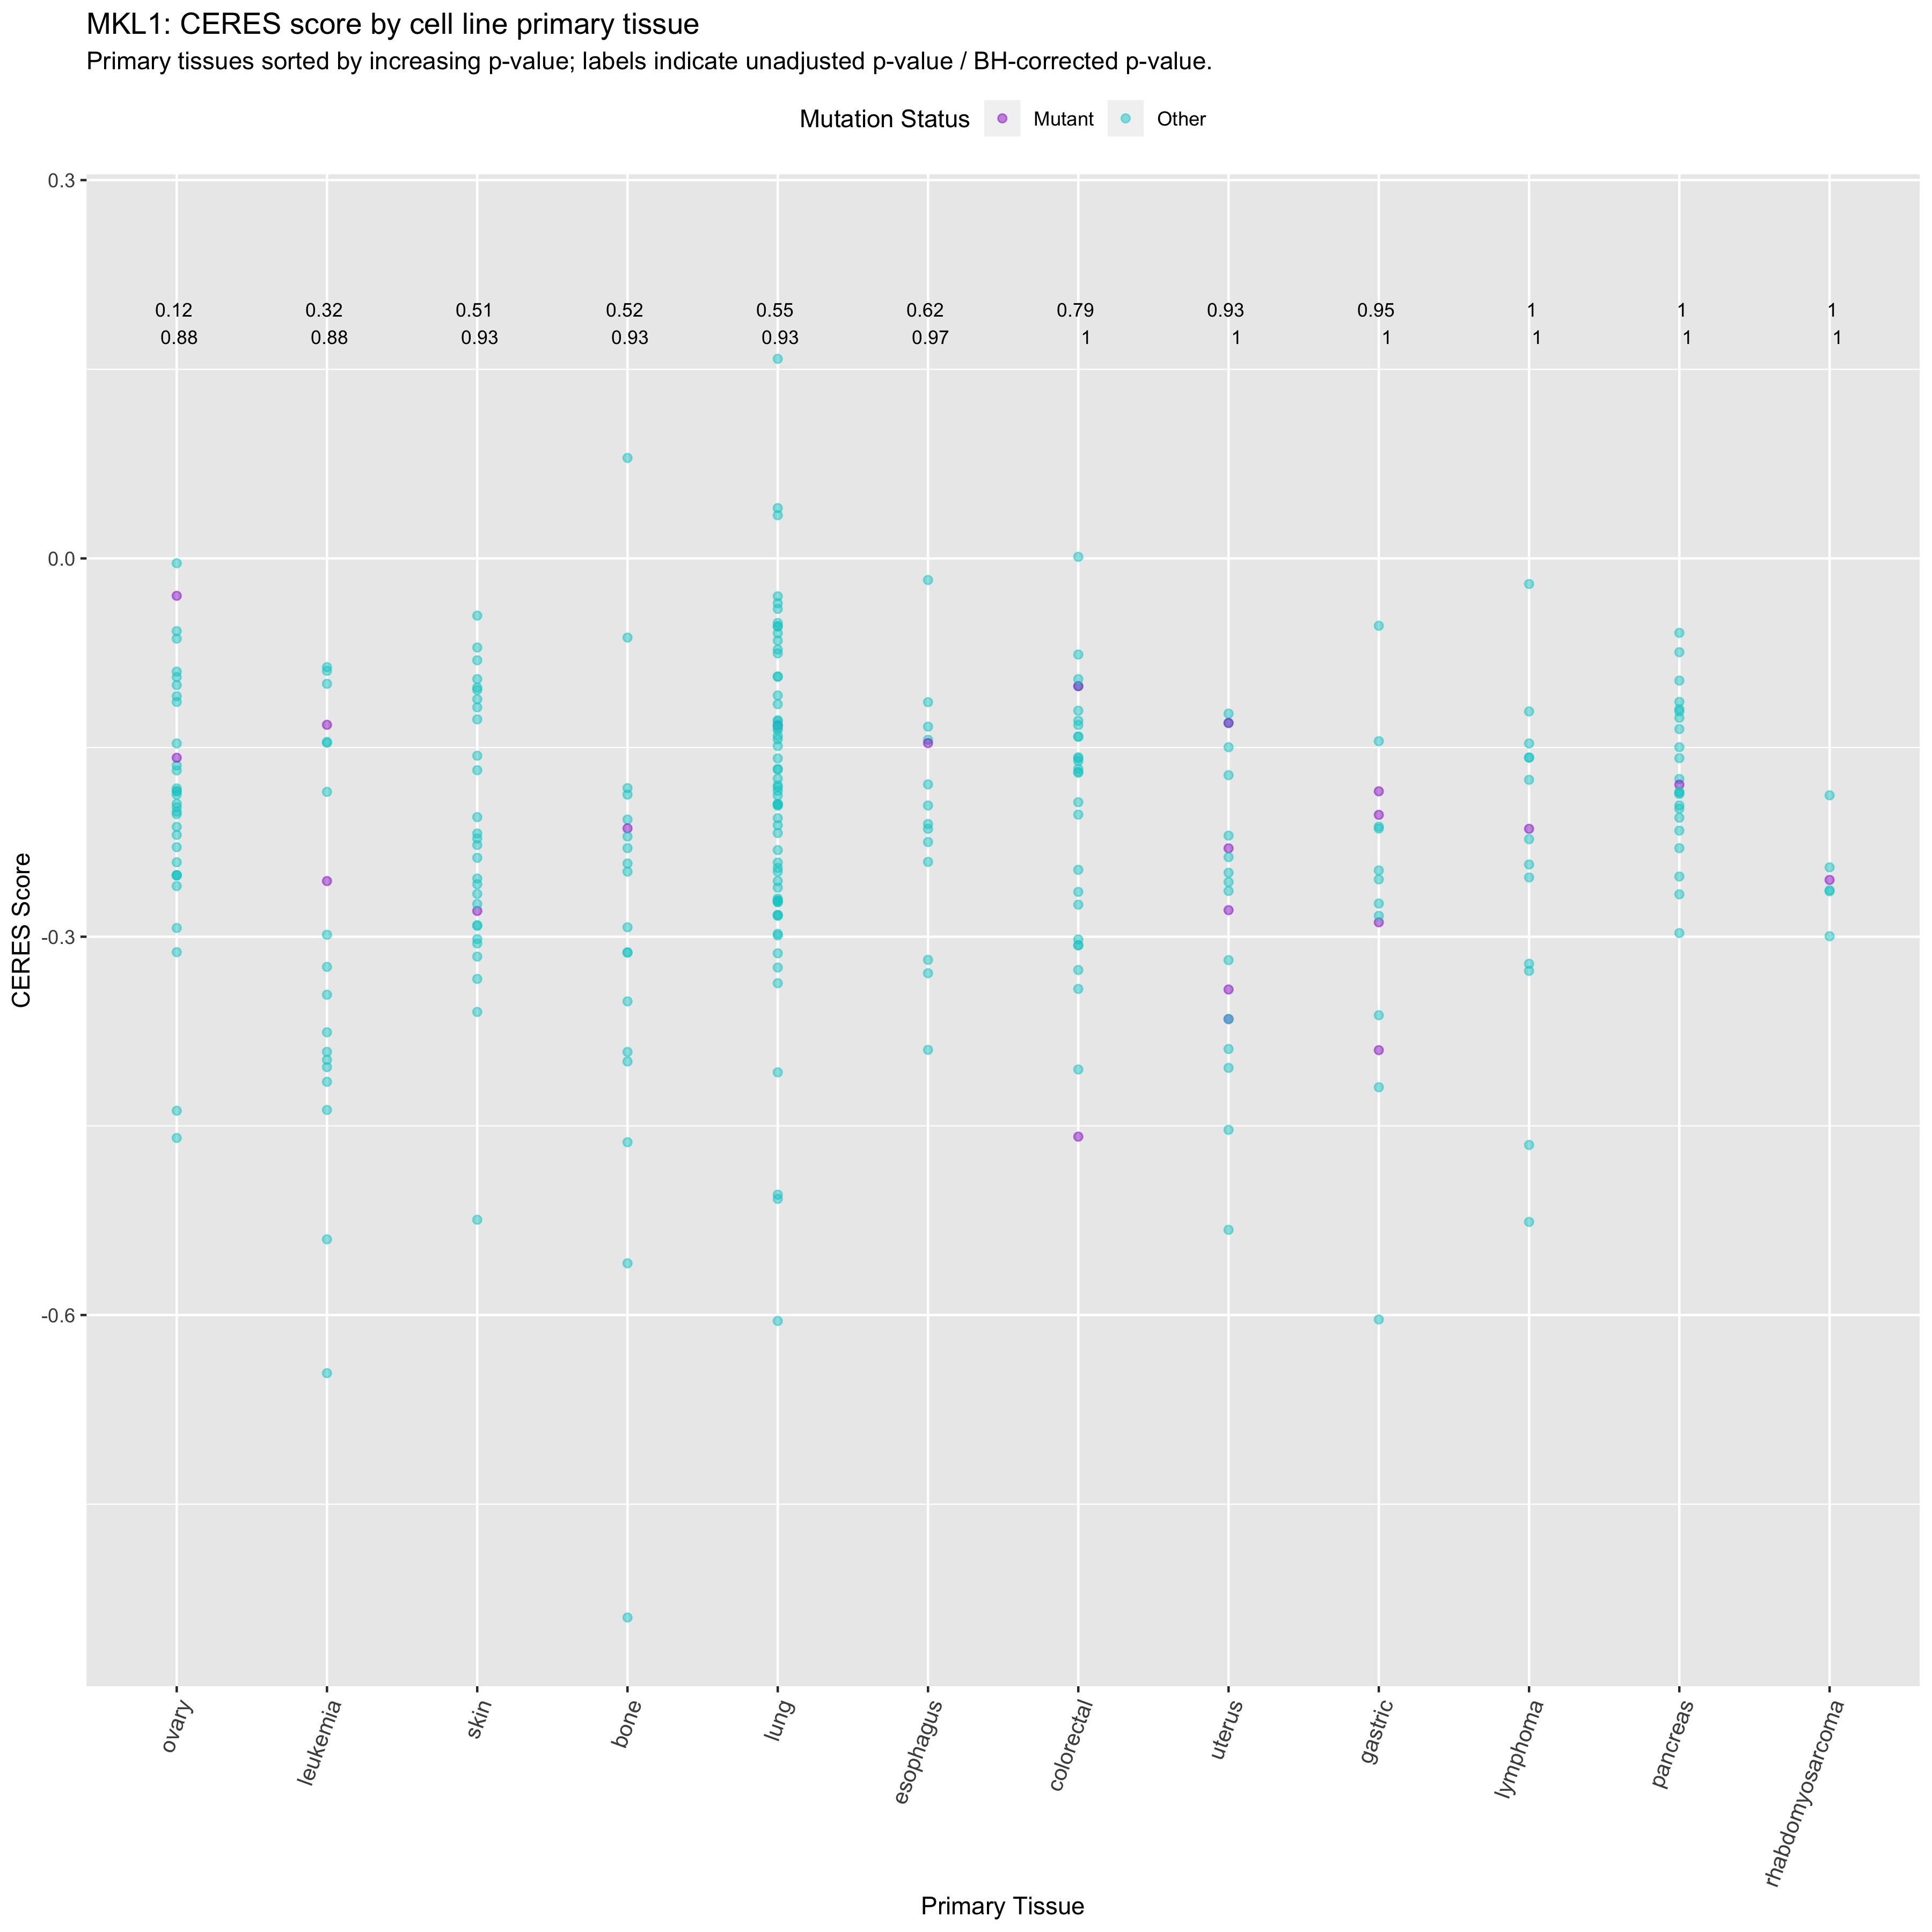 MKL1: CERES score by cell line primary tissue
Primary tissues sorted by increasing p-value; labels indicate unadjusted p-value / BH-corrected p-value.
Mutation Status Mutant Other
0.3
0.12 0.32 0.51 0.52 0.55 0.62 0.79 0.93 0.95 1 1 1
0.88 0.88 0.93 0.93 0.93 0.97 1 1 1 1 1 1
0.0
-0.3
-0.6
CERES Score
ovary leukemia skin bone lung esophagus colorectal uterus gastric lymphoma pancreas rhabdomyosarcoma
Primary Tissue